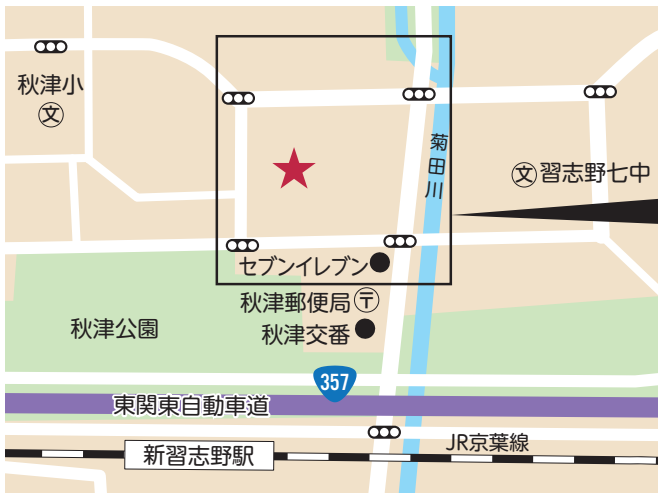 秋津小
文
菊田川
文 習志野七中
セブンイレブン
秋津郵便局 〒
秋津公園
秋津交番
357
東関東自動車道
JR京葉線
新習志野駅